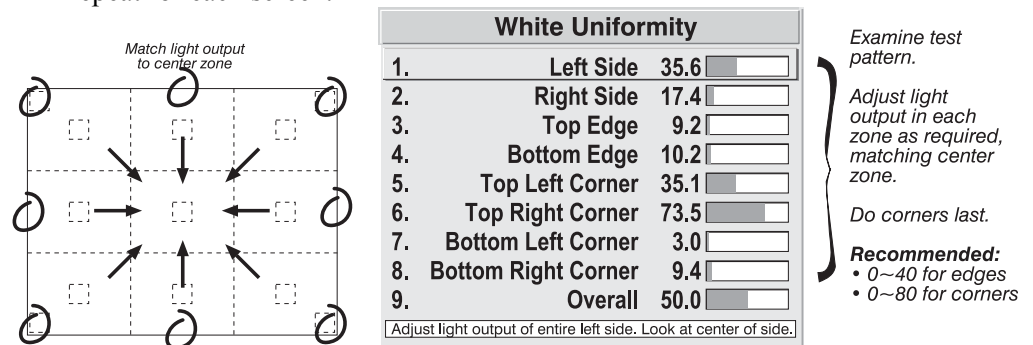 Match light output
to center zone
White Uniformity
1. Left Side 35.6
2. Right Side 17.4
3. Top Edge 9.2
4. Bottom Edge 10.2
5. Top Left Corner 35.1
6. Top Right Corner 73.5
7. Bottom Left Corner 3.0
8. Bottom Right Corner 9.4
9. Overall 50.0
Adjust light output of entire left side. Look at center of side.
Examine test
pattern.
Adjust light
output in each
zone as required,
matching center
zone.
Do corners last.
Recommended:
• 0~40 for edges
• 0~80 for corners